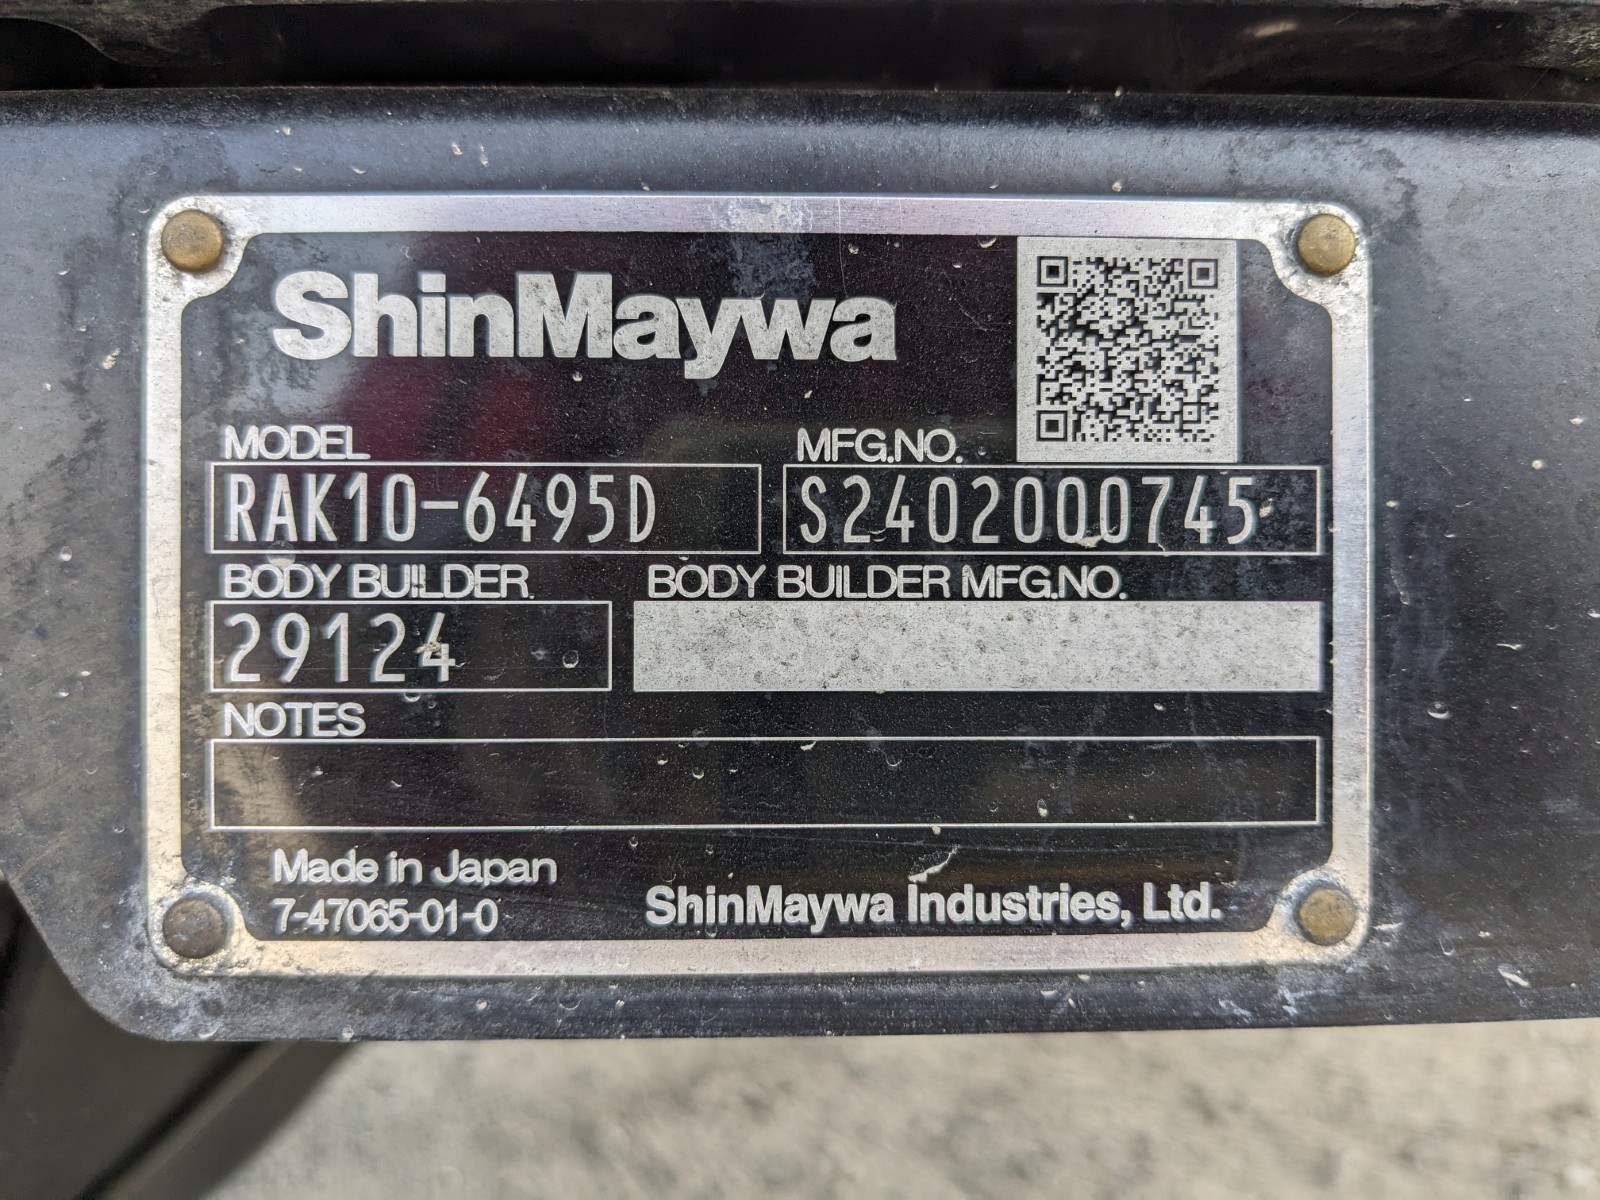 ShinMaywa
MODEL
RAK10-6495D
MFG.NO.
S2402000745
BODY BUILDER
29124
BODY BUILDER MFG.NO.
NOTES
Made in Japan
7-47065-01-0
ShinMaywa Industries, Ltd.